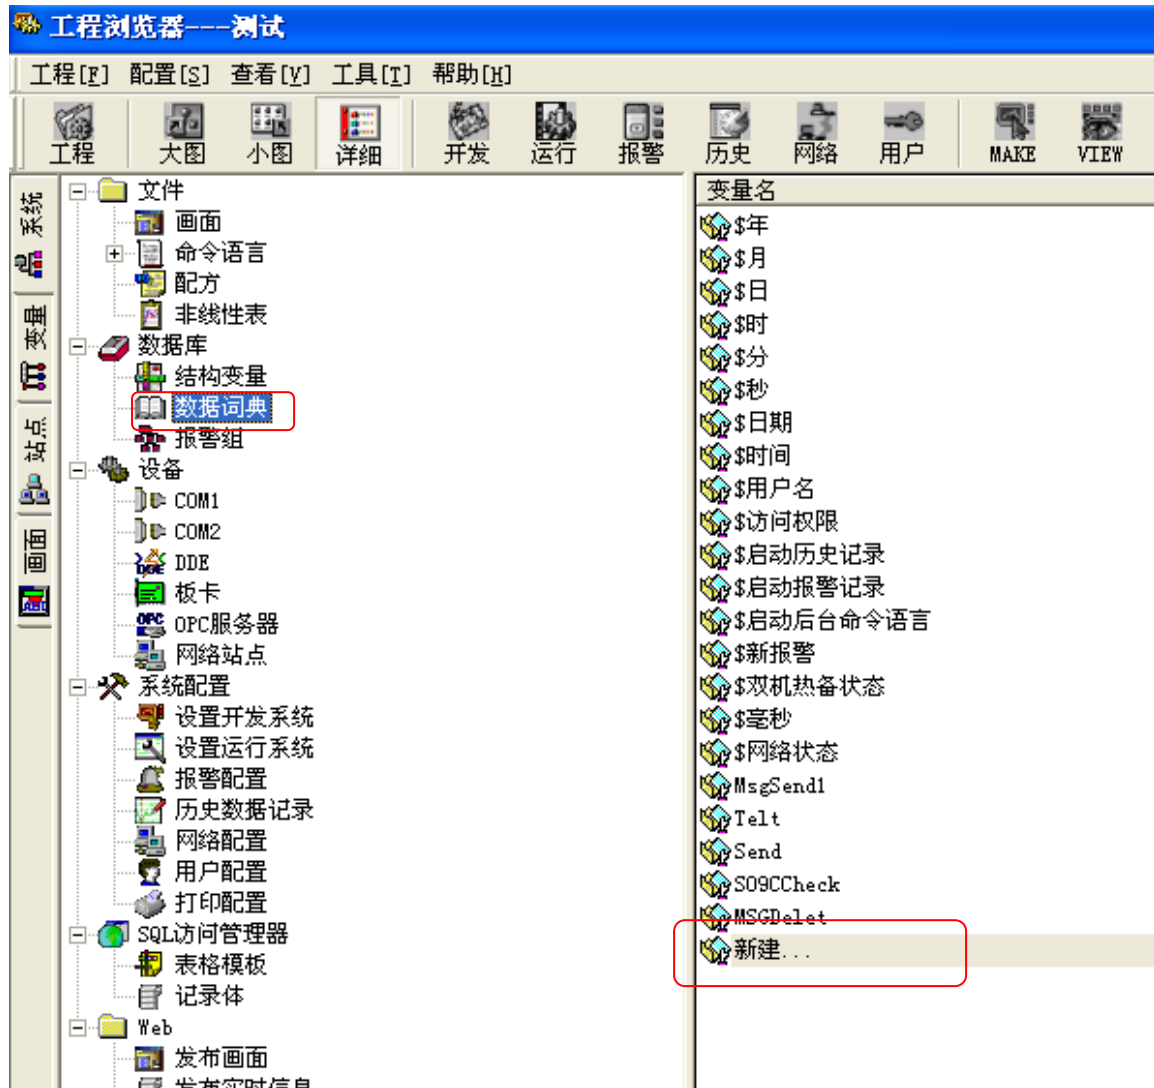 工程浏览器---测试
工程[F] 配置[S] 查看[V] 工具[T] 帮助[H]
工程 大图 小图 详细 开发 运行 报警 历史 网络 用户 MAKE VIEW
系统
变量
站点
画面
文件
画面
命令语言
配方
非线性表
数据库
结构变量
数据词典
报警组
设备
COM1
COM2
DDE
板卡
OPC服务器
网络站点
系统配置
设置开发系统
设置运行系统
报警配置
历史数据记录
网络配置
用户配置
打印配置
SQL访问管理器
表格模板
记录体
Web
发布画面
发布实时信息
变量名
$年
$月
$日
$时
$分
$秒
$日期
$时间
$用户名
$访问权限
$启动历史记录
$启动报警记录
$启动后台命令语言
$新报警
$双机热备状态
$毫秒
$网络状态
MsgSend1
Telt
Send
S09CCheck
MSGDelet
新建...